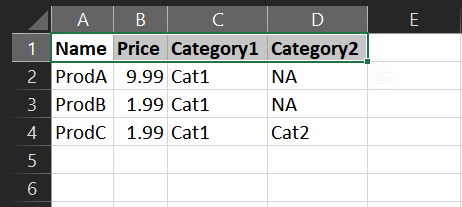 A B C D E
1 Name Price Category1 Category2
2 ProdA 9.99 Cat1 NA
3 ProdB 1.99 Cat1 NA
4 ProdC 1.99 Cat1 Cat2
5
6